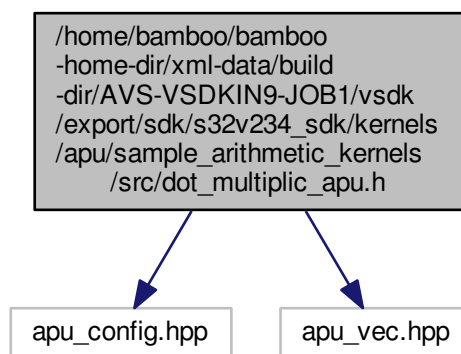 /home/bamboo/bamboo
-home-dir/xml-data/build
-dir/AVS-VSDKIN9-JOB1/vsdk
/export/sdk/s32v234_sdk/kernels
/apu/sample_arithmetic_kernels
/src/dot_multiplic_apu.h
apu_config.hpp
apu_vec.hpp